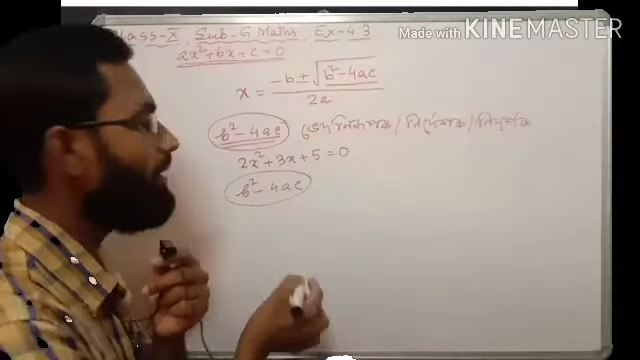 Made with KINEMASTER
Class-X Sub-G Maths Ex-4.3
ax²+bx+c=0
x = (-b ± √(b²-4ac)) / 2a
b²-4ac / নিৰ্দেশক /
2x²+3x+5=0
b²-4ac